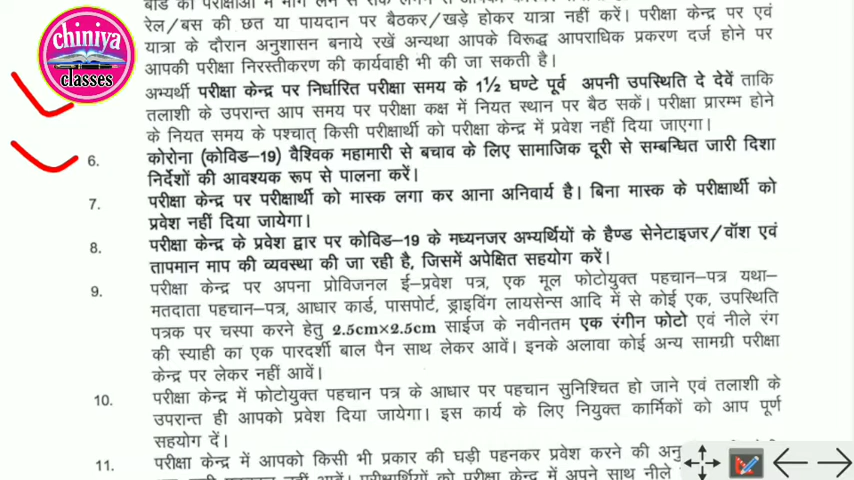 बोर्ड की परीक्षाओं में भाग लेने से रोके
रेल/बस की छत या पायदान पर बैठकर/खड़े होकर यात्रा नहीं करें। परीक्षा केन्द्र पर एवं
यात्रा के दौरान अनुशासन बनाये रखें अन्यथा आपके विरूद्ध आपराधिक प्रकरण दर्ज होने पर
आपकी परीक्षा निरस्तीकरण की कार्यवाही भी की जा सकती है।
chiniya
classes
अभ्यर्थी परीक्षा केन्द्र पर निर्धारित परीक्षा समय के 1½ घण्टे पूर्व अपनी उपस्थिति दे देवें ताकि
तलाशी के उपरान्त आप समय पर परीक्षा कक्ष में नियत स्थान पर बैठ सकें। परीक्षा प्रारम्भ होने
के नियत समय के पश्चात् किसी परीक्षार्थी को परीक्षा केन्द्र में प्रवेश नहीं दिया जाएगा।
6. कोरोना (कोविड–19) वैश्विक महामारी से बचाव के लिए सामाजिक दूरी से सम्बन्धित जारी दिशा
निर्देशों की आवश्यक रूप से पालना करें।
7. परीक्षा केन्द्र पर परीक्षार्थी को मास्क लगा कर आना अनिवार्य है। बिना मास्क के परीक्षार्थी को
प्रवेश नहीं दिया जायेगा।
8. परीक्षा केन्द्र के प्रवेश द्वार पर कोविड–19 के मध्यनजर अभ्यर्थियों के हैण्ड सेनेटाइजर/वॉश एवं
तापमान माप की व्यवस्था की जा रही है, जिसमें अपेक्षित सहयोग करें।
9. परीक्षा केन्द्र पर अपना प्रोविजनल ई–प्रवेश पत्र, एक मूल फोटोयुक्त पहचान–पत्र यथा–
मतदाता पहचान–पत्र, आधार कार्ड, पासपोर्ट, ड्राइविंग लायसेन्स आदि में से कोई एक, उपस्थिति
पत्रक पर चस्पा करने हेतु 2.5cm×2.5cm साईज के नवीनतम एक रंगीन फोटो एवं नीले रंग
की स्याही का एक पारदर्शी बाल पैन साथ लेकर आवें। इनके अलावा कोई अन्य सामग्री परीक्षा
केन्द्र पर लेकर नहीं आवें।
10. परीक्षा केन्द्र में फोटोयुक्त पहचान पत्र के आधार पर पहचान सुनिश्चित हो जाने एवं तलाशी के
उपरान्त ही आपको प्रवेश दिया जायेगा। इस कार्य के लिए नियुक्त कार्मिकों को आप पूर्ण
सहयोग दें।
11. परीक्षा केन्द्र में आपको किसी भी प्रकार की घड़ी पहनकर प्रवेश करने की
परीक्षार्थियों को परीक्षा केन्द्र में अपने साथ नीले